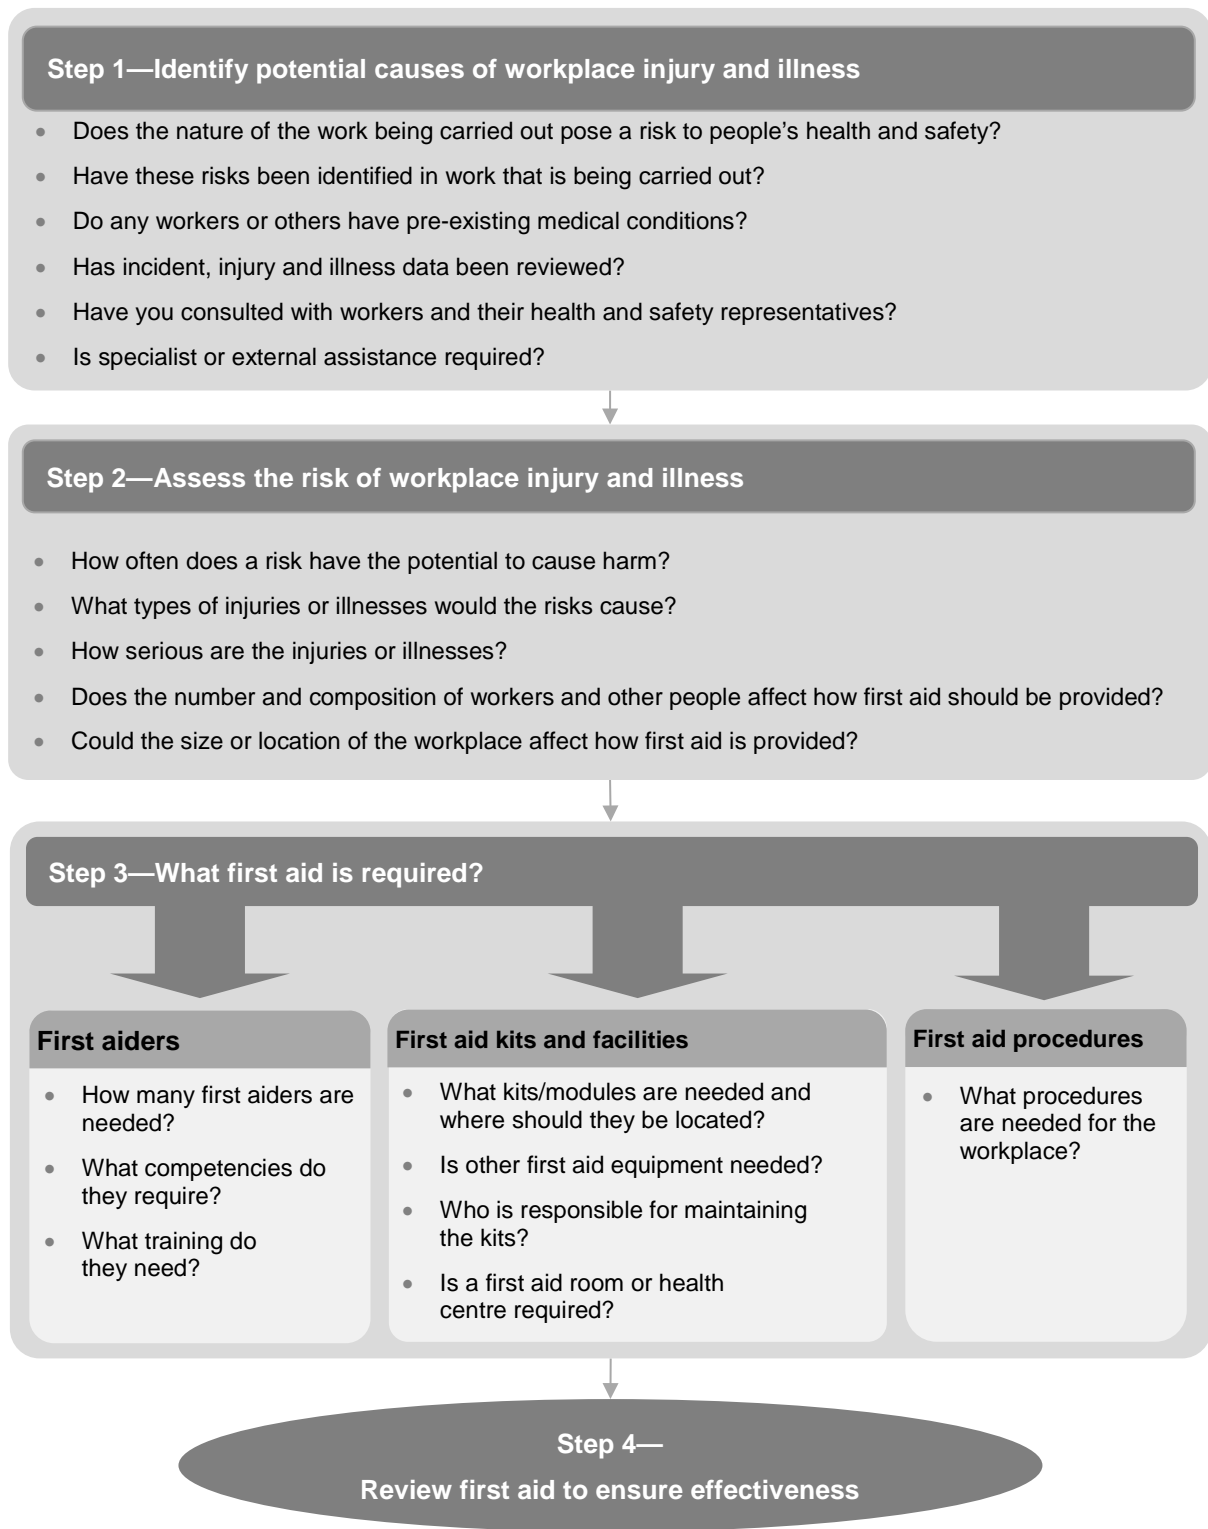 Step 1—Identify potential causes of workplace injury and illness
• Does the nature of the work being carried out pose a risk to people’s health and safety?
• Have these risks been identified in work that is being carried out?
• Do any workers or others have pre-existing medical conditions?
• Has incident, injury and illness data been reviewed?
• Have you consulted with workers and their health and safety representatives?
• Is specialist or external assistance required?
Step 2—Assess the risk of workplace injury and illness
• How often does a risk have the potential to cause harm?
• What types of injuries or illnesses would the risks cause?
• How serious are the injuries or illnesses?
• Does the number and composition of workers and other people affect how first aid should be provided?
• Could the size or location of the workplace affect how first aid is provided?
Step 3—What first aid is required?
First aiders
• How many first aiders are
needed?
• What competencies do
they require?
• What training do
they need?
First aid kits and facilities
• What kits/modules are needed and
where should they be located?
• Is other first aid equipment needed?
• Who is responsible for maintaining
the kits?
• Is a first aid room or health
centre required?
First aid procedures
• What procedures
are needed for the
workplace?
Step 4—
Review first aid to ensure effectiveness